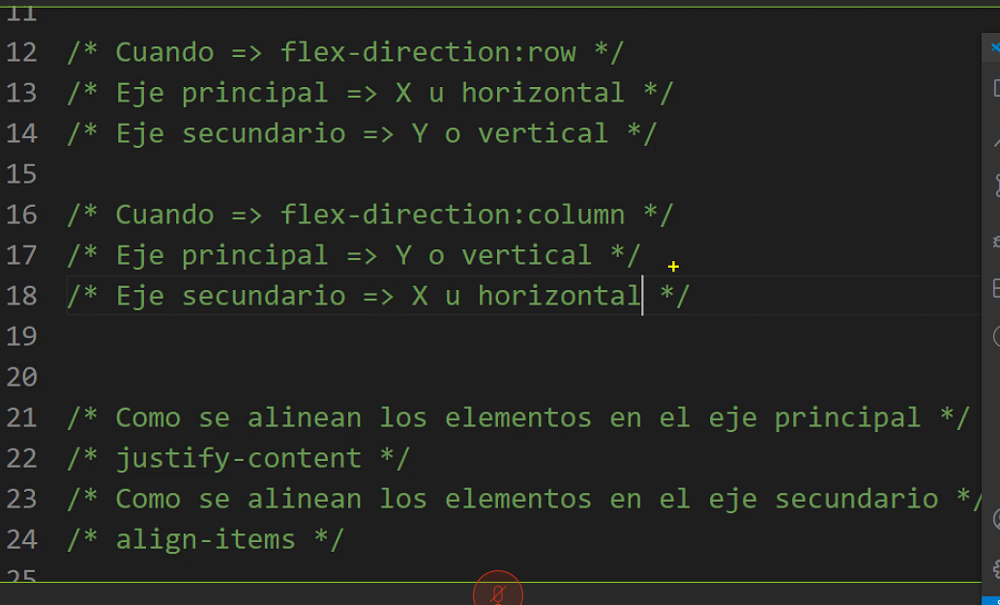 11
12 /* Cuando => flex-direction:row */
13 /* Eje principal => X u horizontal */
14 /* Eje secundario => Y o vertical */
15
16 /* Cuando => flex-direction:column */
17 /* Eje principal => Y o vertical */
18 /* Eje secundario => X u horizontal */
19
20
21 /* Como se alinean los elementos en el eje principal */
22 /* justify-content */
23 /* Como se alinean los elementos en el eje secundario */
24 /* align-items */
25